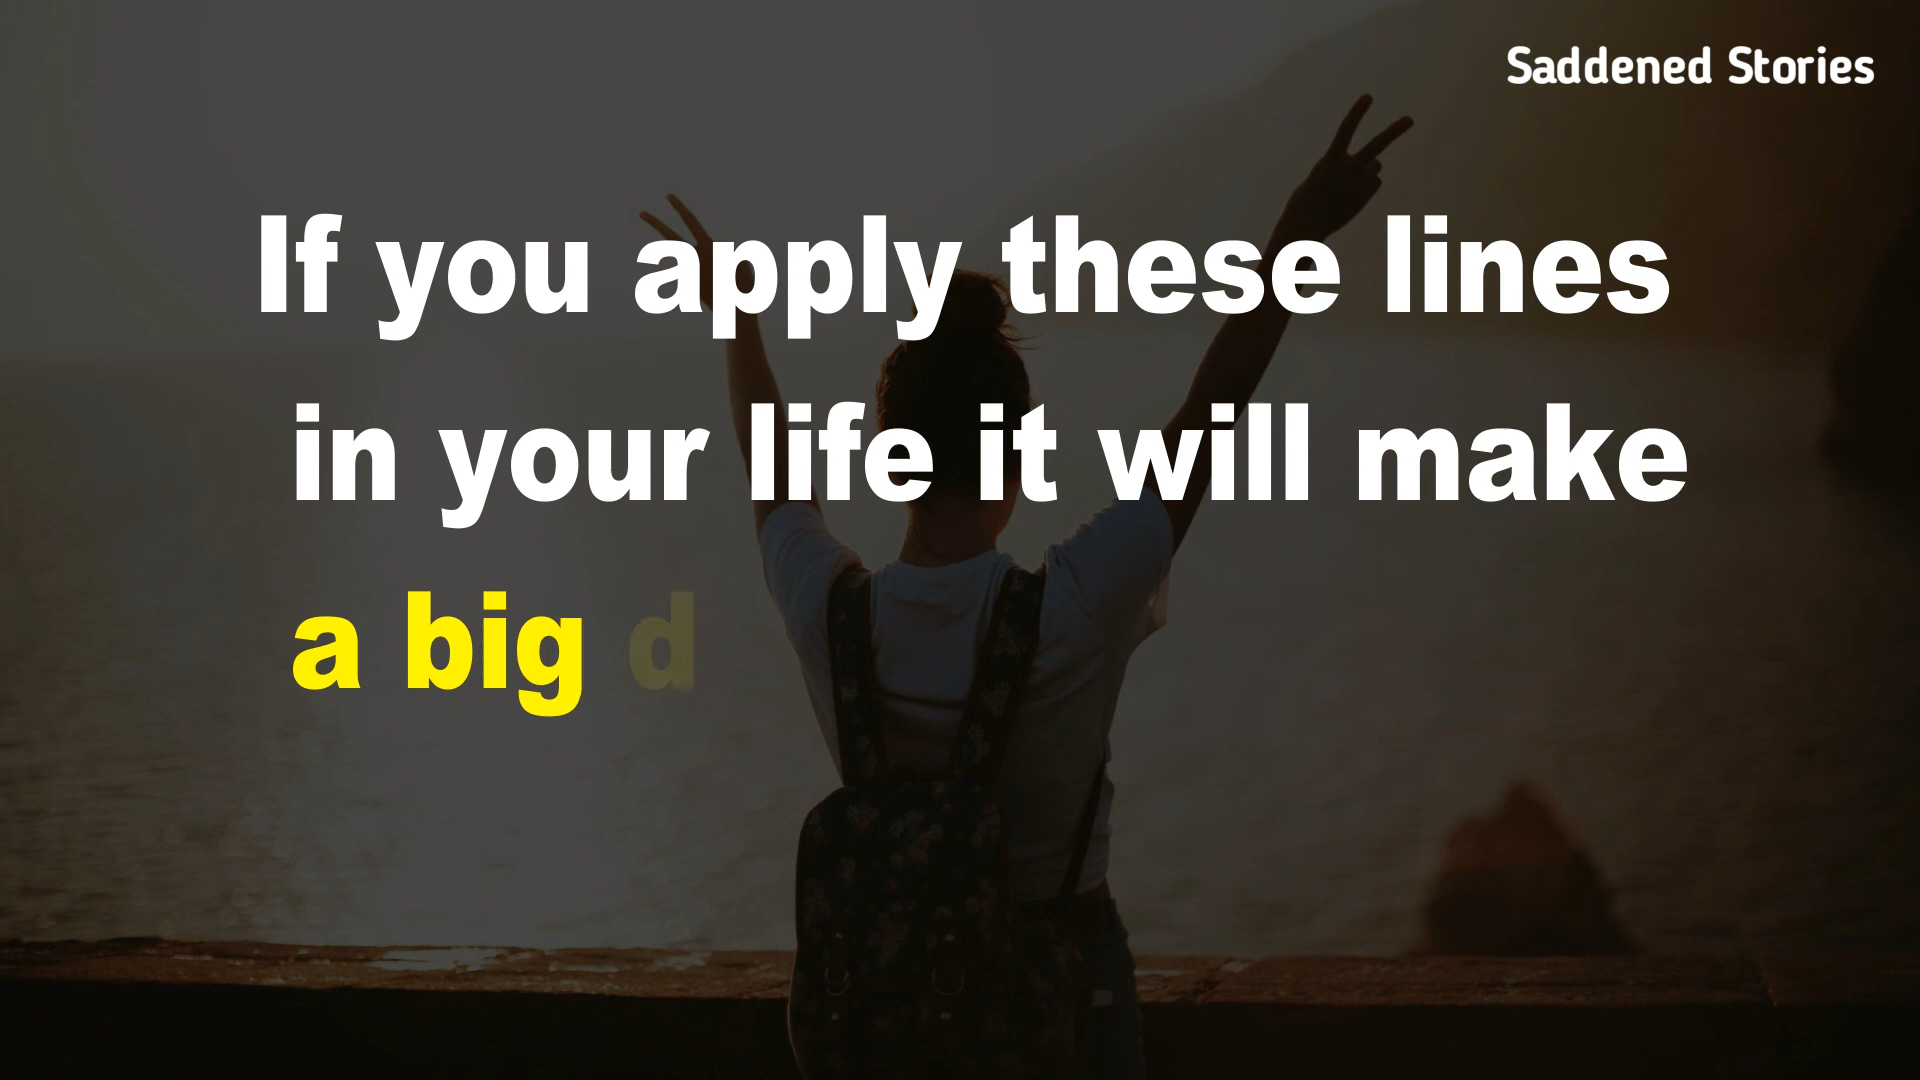 Saddened Stories
If you apply these lines
in your life it will make
a big d